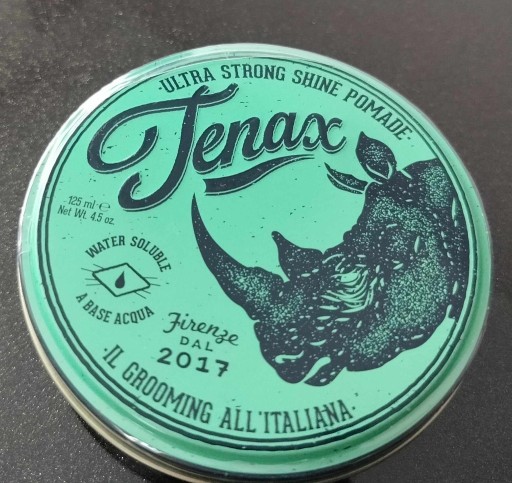 ·ULTRA STRONG SHINE POMADE·
Tenax
125 ml ℮
Net Wt. 4.5 oz.
WATER SOLUBLE
A BASE ACQUA
Firenze
DAL
2017
·IL GROOMING ALL'ITALIANA·